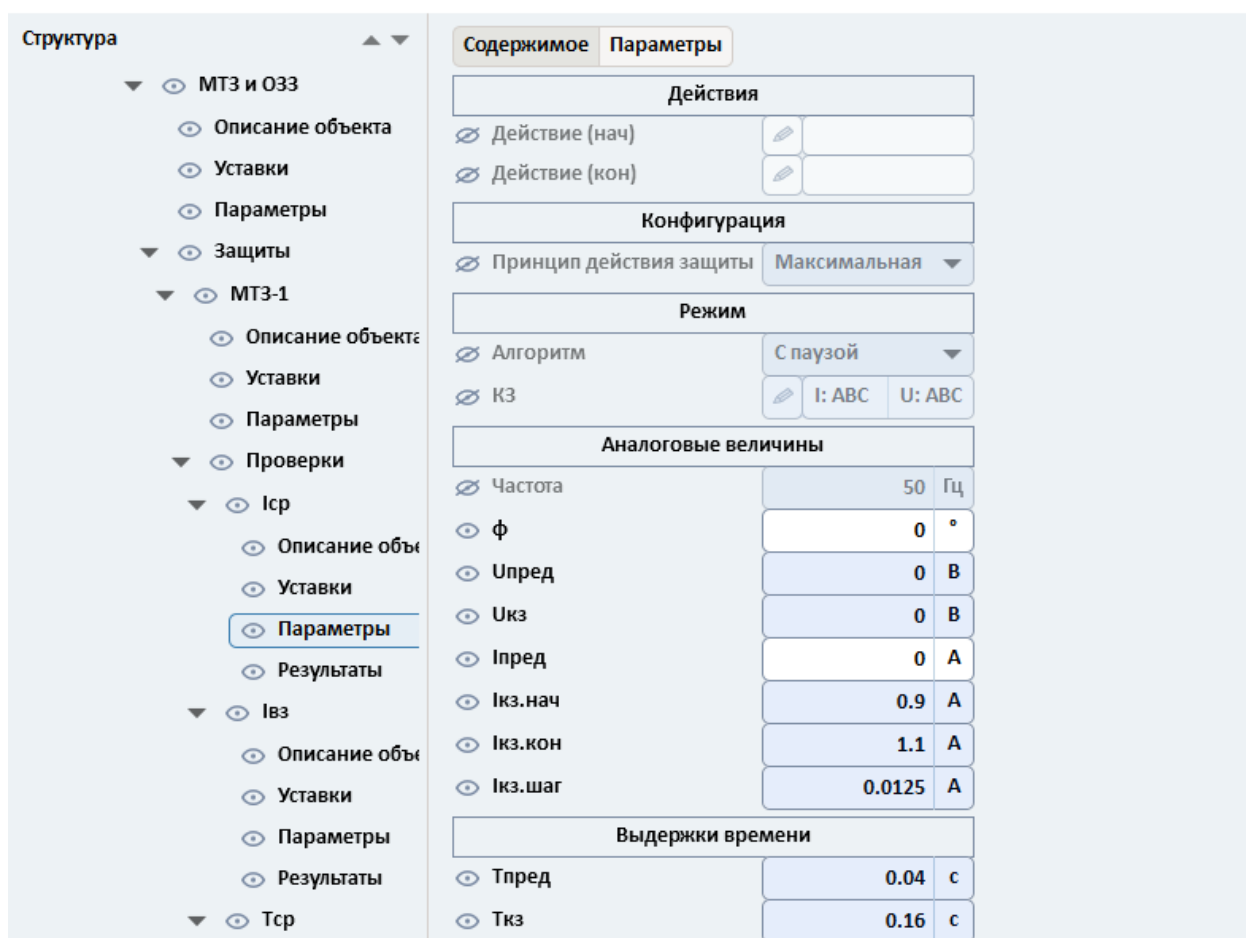 Структура
МТЗ и ОЗЗ
Описание объекта
Уставки
Параметры
Защиты
МТЗ-1
Описание объекта
Уставки
Параметры
Проверки
Iср
Описание объе
Уставки
Параметры
Результаты
Iвз
Описание объе
Уставки
Параметры
Результаты
Tср
Содержимое Параметры
Действия
Действие (нач)
Действие (кон)
Конфигурация
Принцип действия защиты Максимальная
Режим
Алгоритм С паузой
КЗ I: ABC U: ABC
Аналоговые величины
Частота 50 Гц
ф 0 °
Uпред 0 В
Uкз 0 В
Iпред 0 А
Iкз.нач 0.9 А
Iкз.кон 1.1 А
Iкз.шаг 0.0125 А
Выдержки времени
Tпред 0.04 с
Tкз 0.16 с